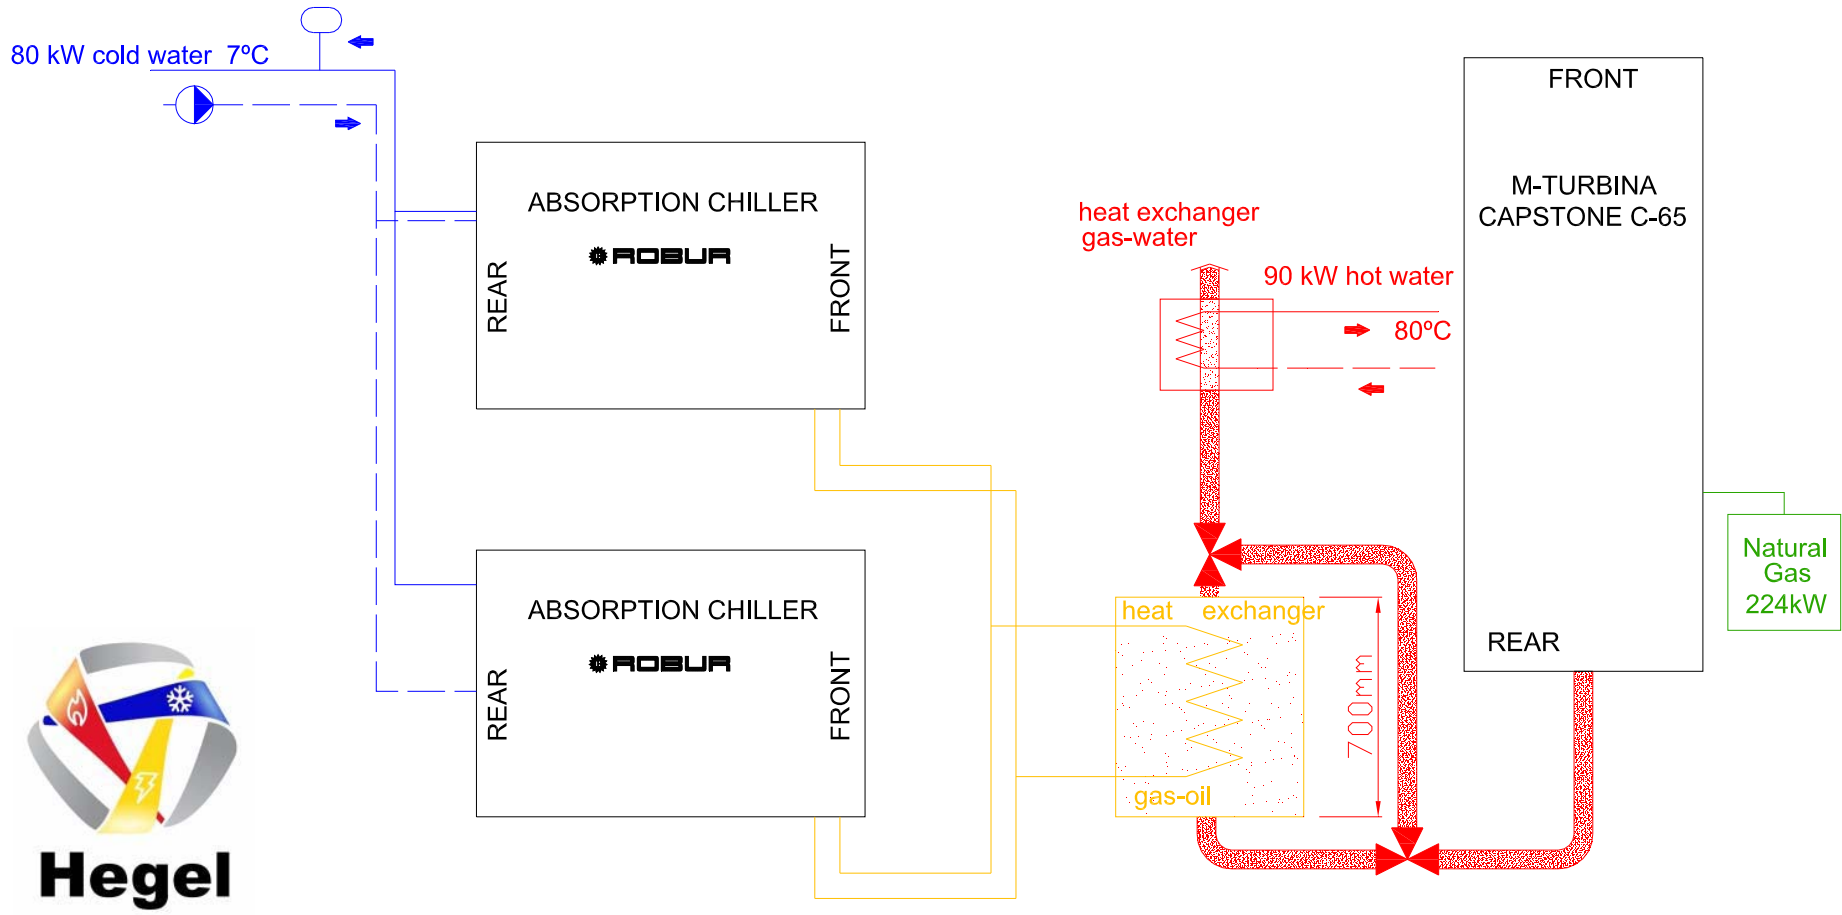 80 kW cold water 7ºC
ABSORPTION CHILLER
ROBUR
REAR
FRONT
ABSORPTION CHILLER
ROBUR
REAR
FRONT
heat exchanger
gas-water
90 kW hot water
80ºC
FRONT
M-TURBINA
CAPSTONE C-65
REAR
Natural
Gas
224kW
heat exchanger
gas-oil
700mm
Hegel